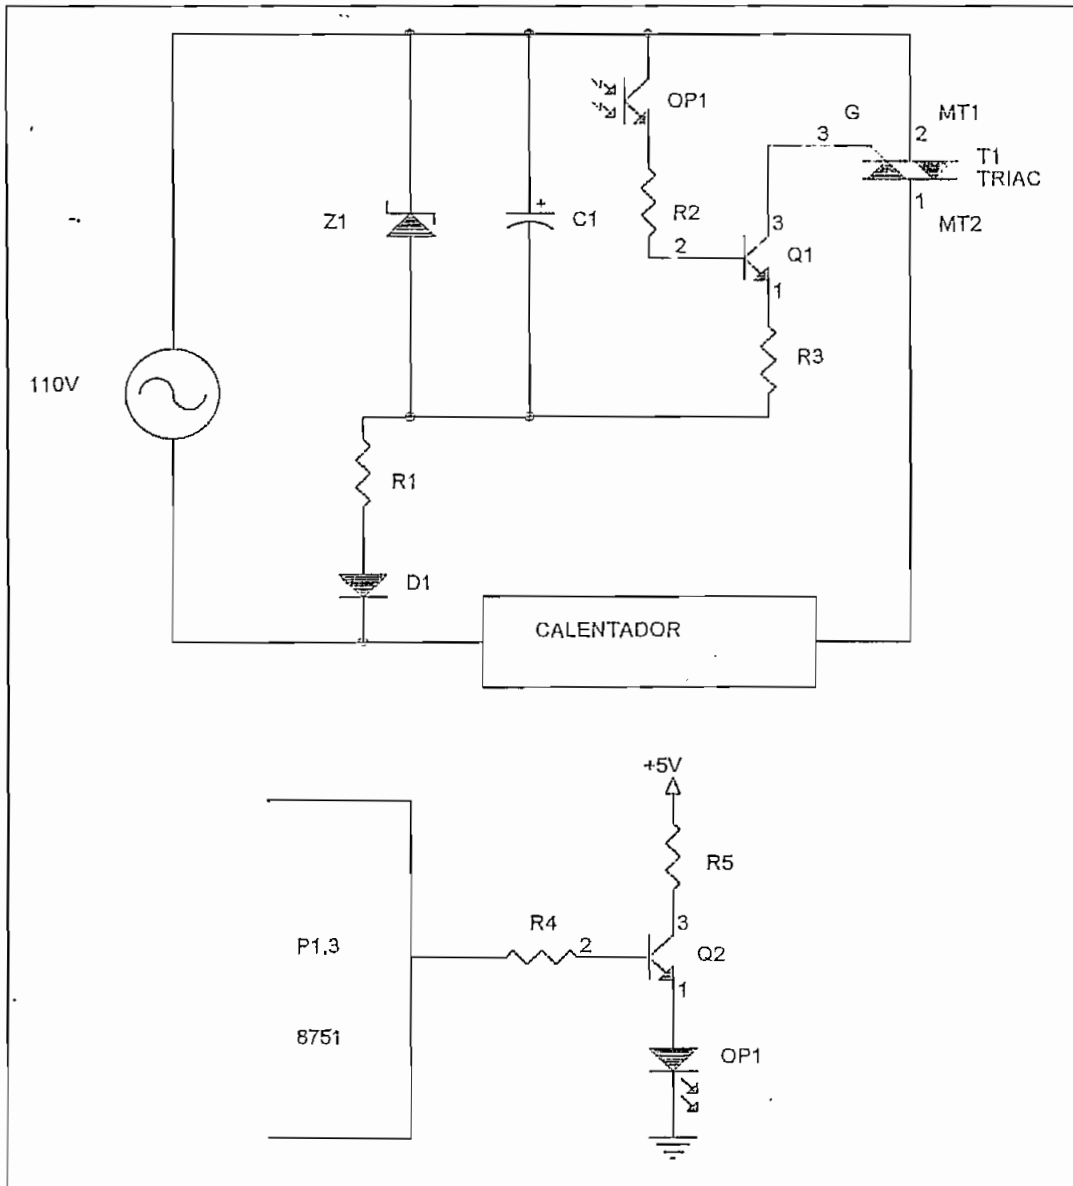 OP1
G
3
MT1
2
T1
TRIAC
1
MT2
Z1
+
C1
R2
2
3
Q1
1
R3
110V
R1
D1
CALENTADOR
+5V
R5
R4
2
3
Q2
1
P1.3
8751
OP1